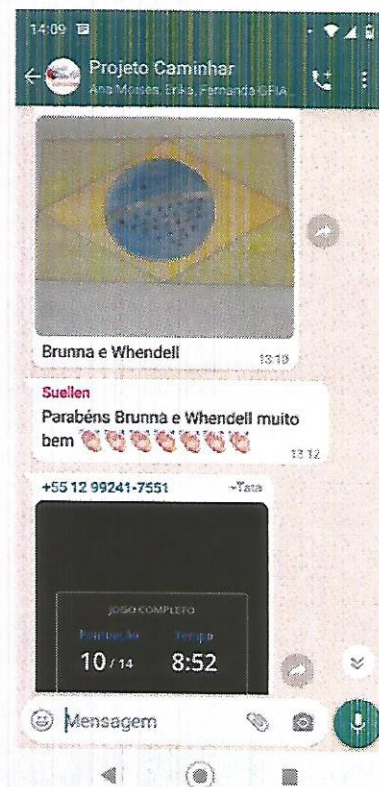 14:09
Projeto Caminhar
Ana Moises, Erika, Fernanda GFIA
Brunna e Whendell
13:10
Suellen
Parabéns Brunna e Whendell muito
bem 👏👏👏👏👏👏👏
13:12
+55 12 99241-7551 ~Tata
JOGO COMPLETO
Pontuação Tempo
10 / 14 8:52
Mensagem